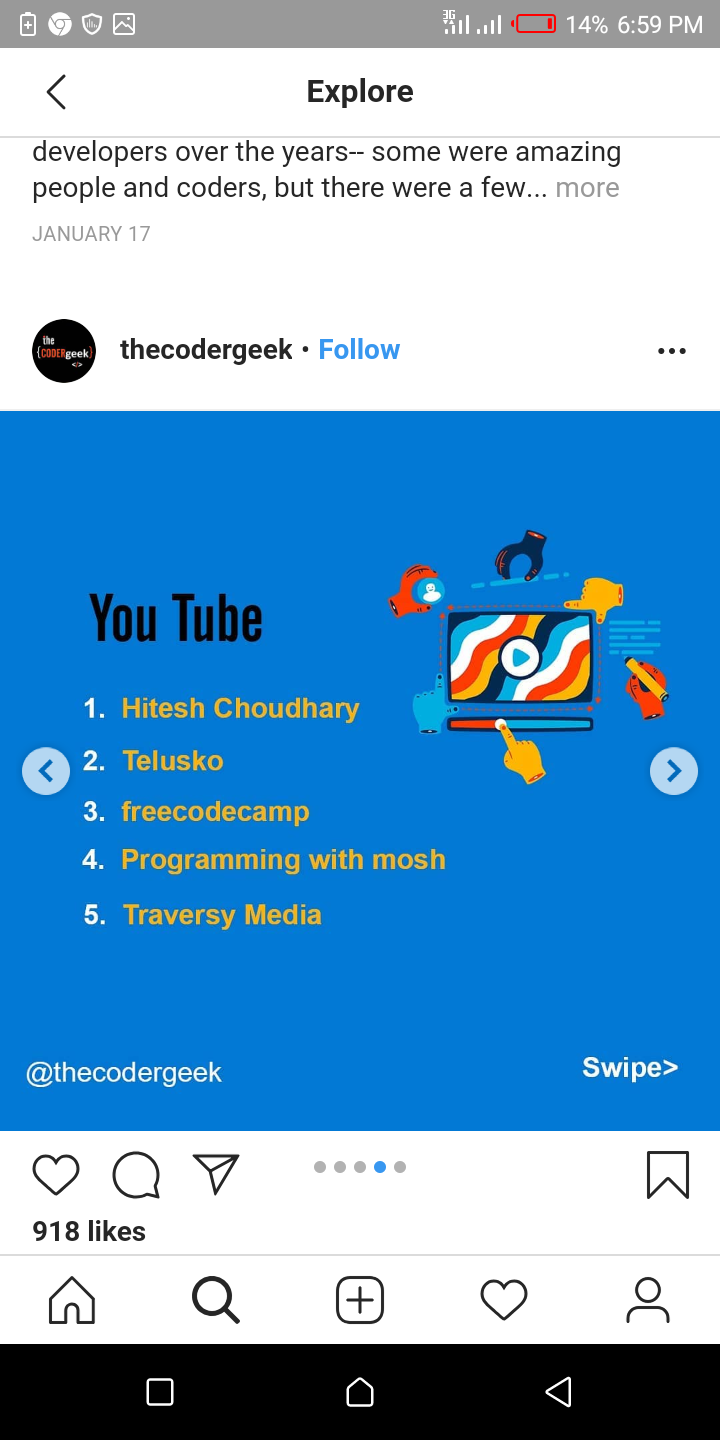 3G 14% 6:59 PM
Explore
developers over the years-- some were amazing
people and coders, but there were a few... more
JANUARY 17
the
{CODERgeek}
</>
thecodergeek • Follow
You Tube
1. Hitesh Choudhary
2. Telusko
3. freecodecamp
4. Programming with mosh
5. Traversy Media
@thecodergeek
Swipe>
918 likes